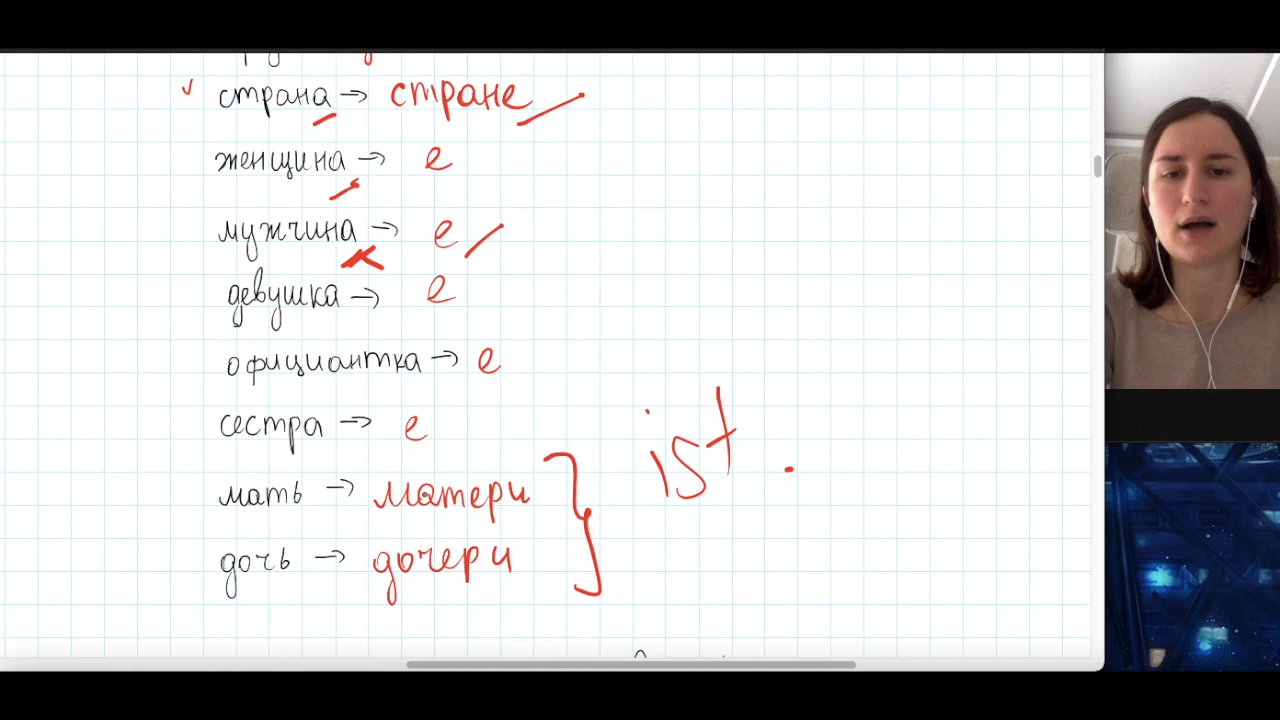 страна → стране
женщина → е
мужчина → е
девушка → е
официантка → е
сестра → е
мать → матери
дочь → дочери
ist.